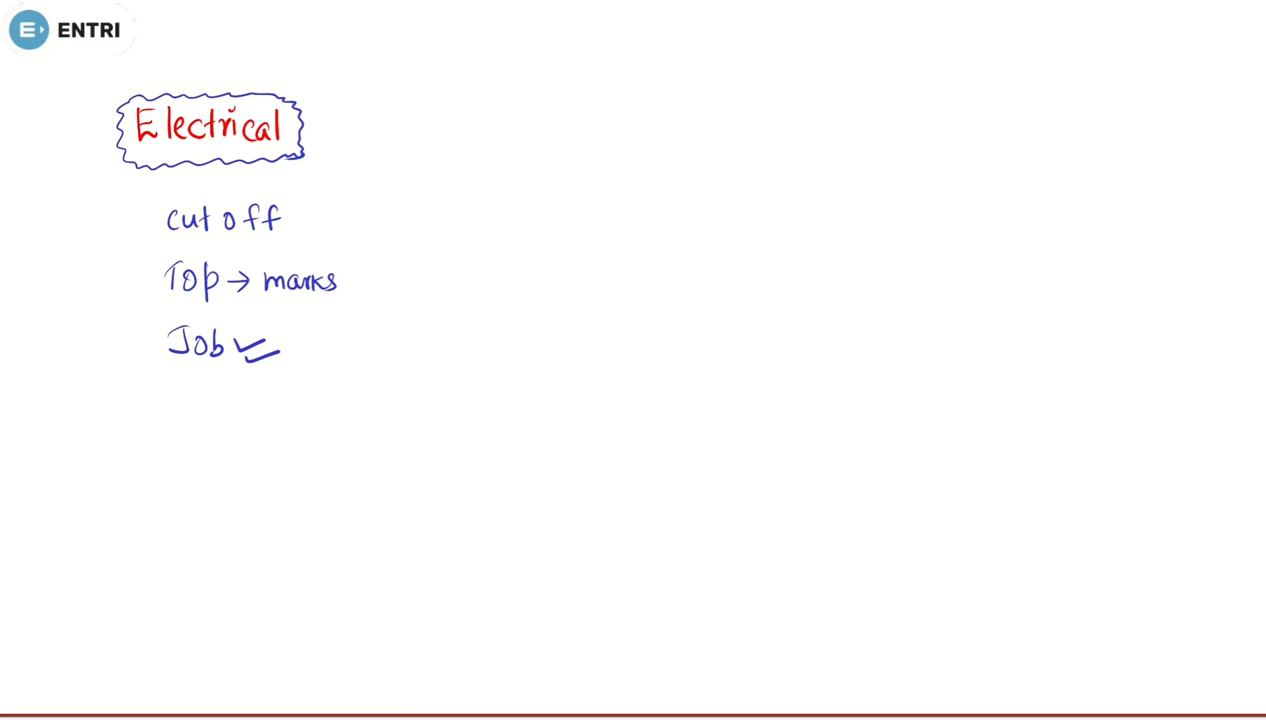 ENTRI
Electrical
cut off
Top → marks
Job